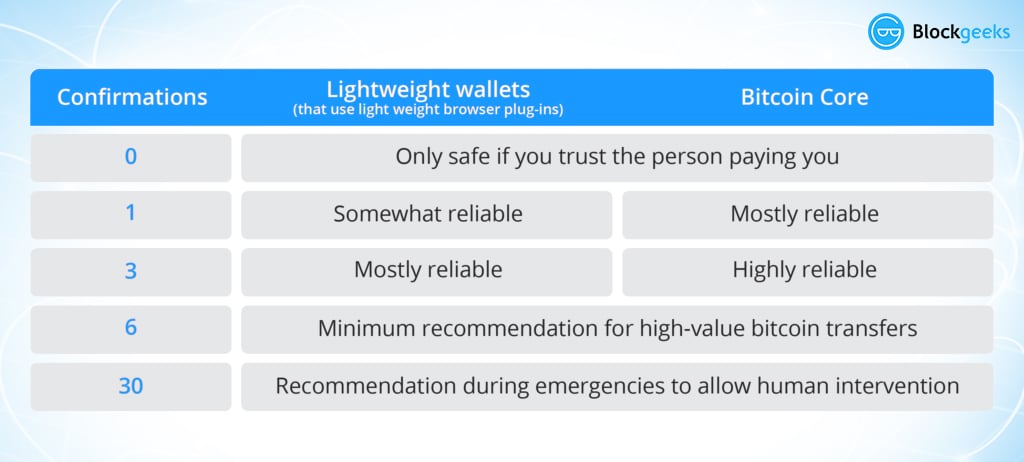 Blockgeeks
Confirmations
Lightweight wallets
(that use light weight browser plug-ins)
Bitcoin Core
0
Only safe if you trust the person paying you
1
Somewhat reliable
Mostly reliable
3
Mostly reliable
Highly reliable
6
Minimum recommendation for high-value bitcoin transfers
30
Recommendation during emergencies to allow human intervention